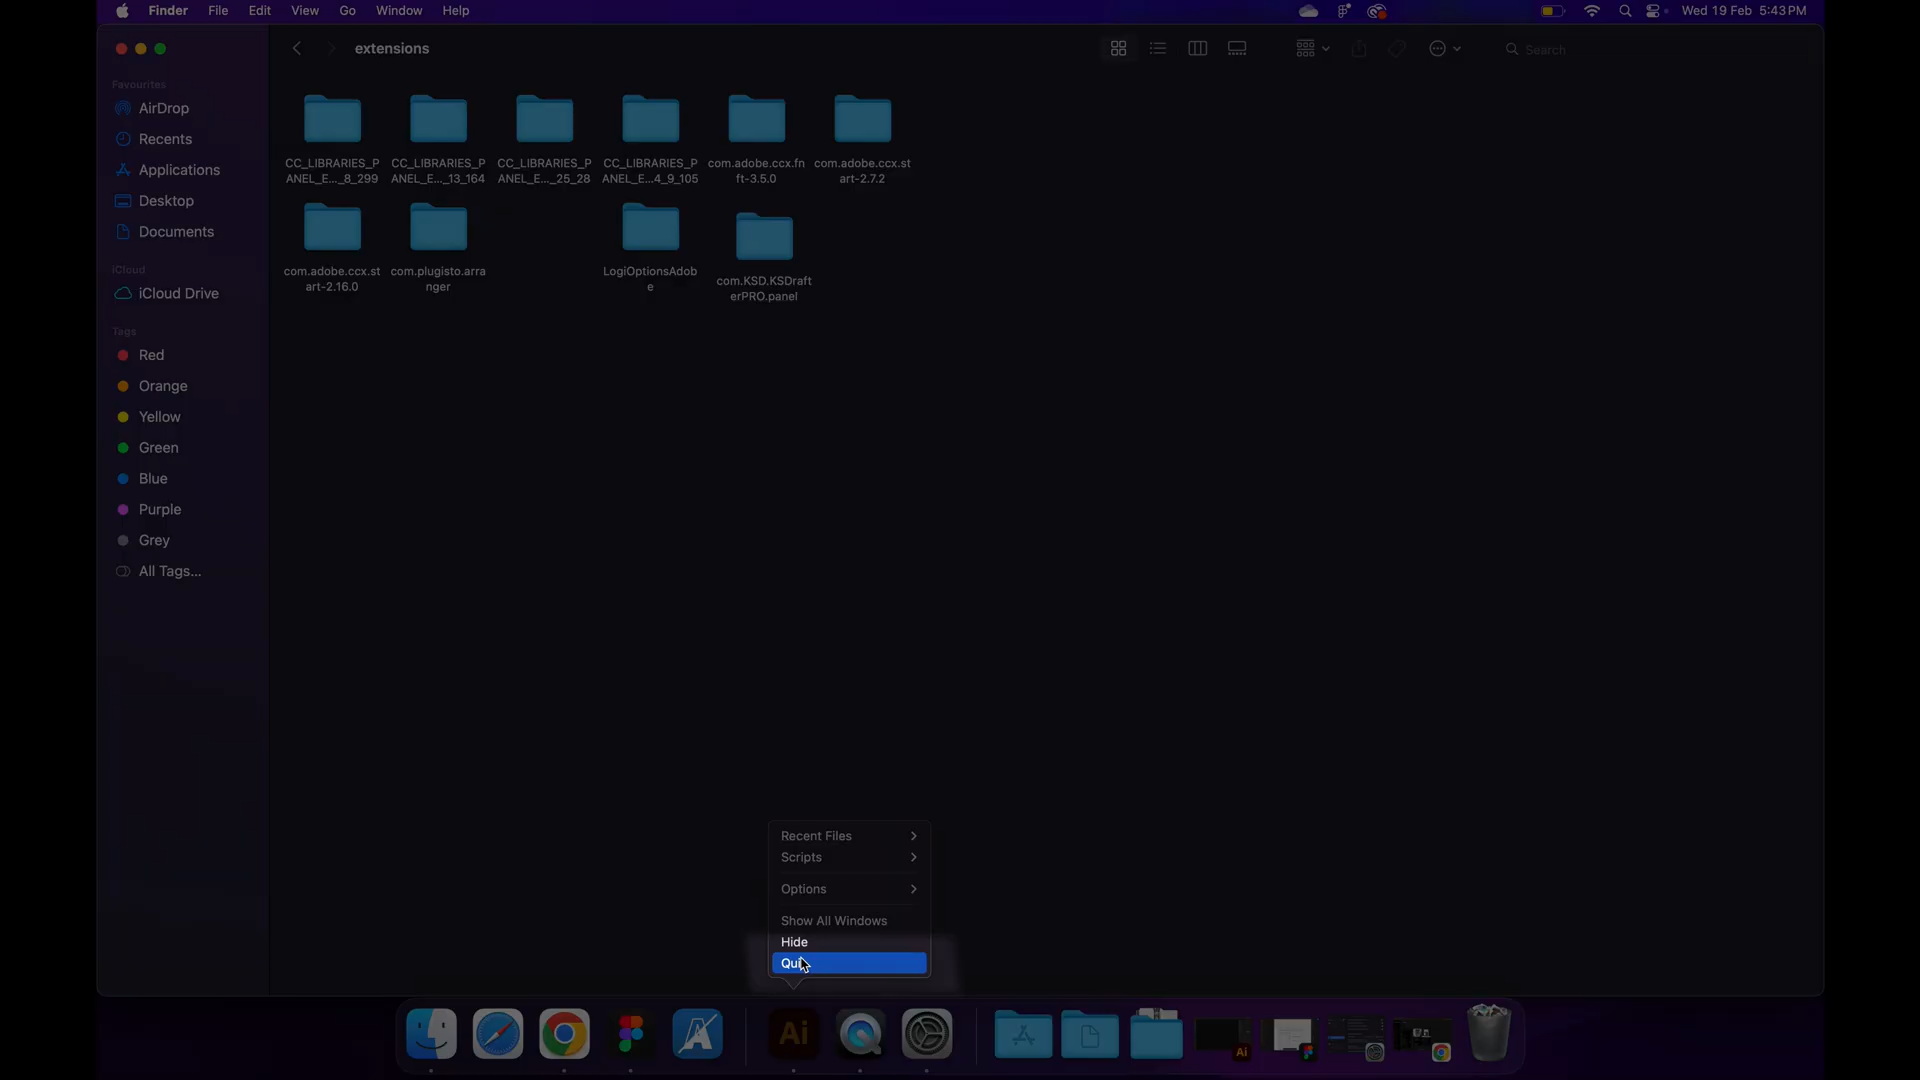 Finder File Edit View Go Window Help
Wed 19 Feb 5:43 PM
extensions
Search
Favourites
AirDrop
Recents
Applications
Desktop
Documents
iCloud
iCloud Drive
Tags
Red
Orange
Yellow
Green
Blue
Purple
Grey
All Tags...
CC_LIBRARIES_P
ANEL_E..._8_299
CC_LIBRARIES_P
ANEL_E..._13_164
CC_LIBRARIES_P
ANEL_E..._25_28
CC_LIBRARIES_P
ANEL_E...4_9_105
com.adobe.ccx.fn
ft-3.5.0
com.adobe.ccx.st
art-2.7.2
com.adobe.ccx.st
art-2.16.0
com.plugisto.arra
nger
LogiOptionsAdob
e
com.KSD.KSDraft
erPRO.panel
Recent Files
Scripts
Options
Show All Windows
Hide
Ai
Ai